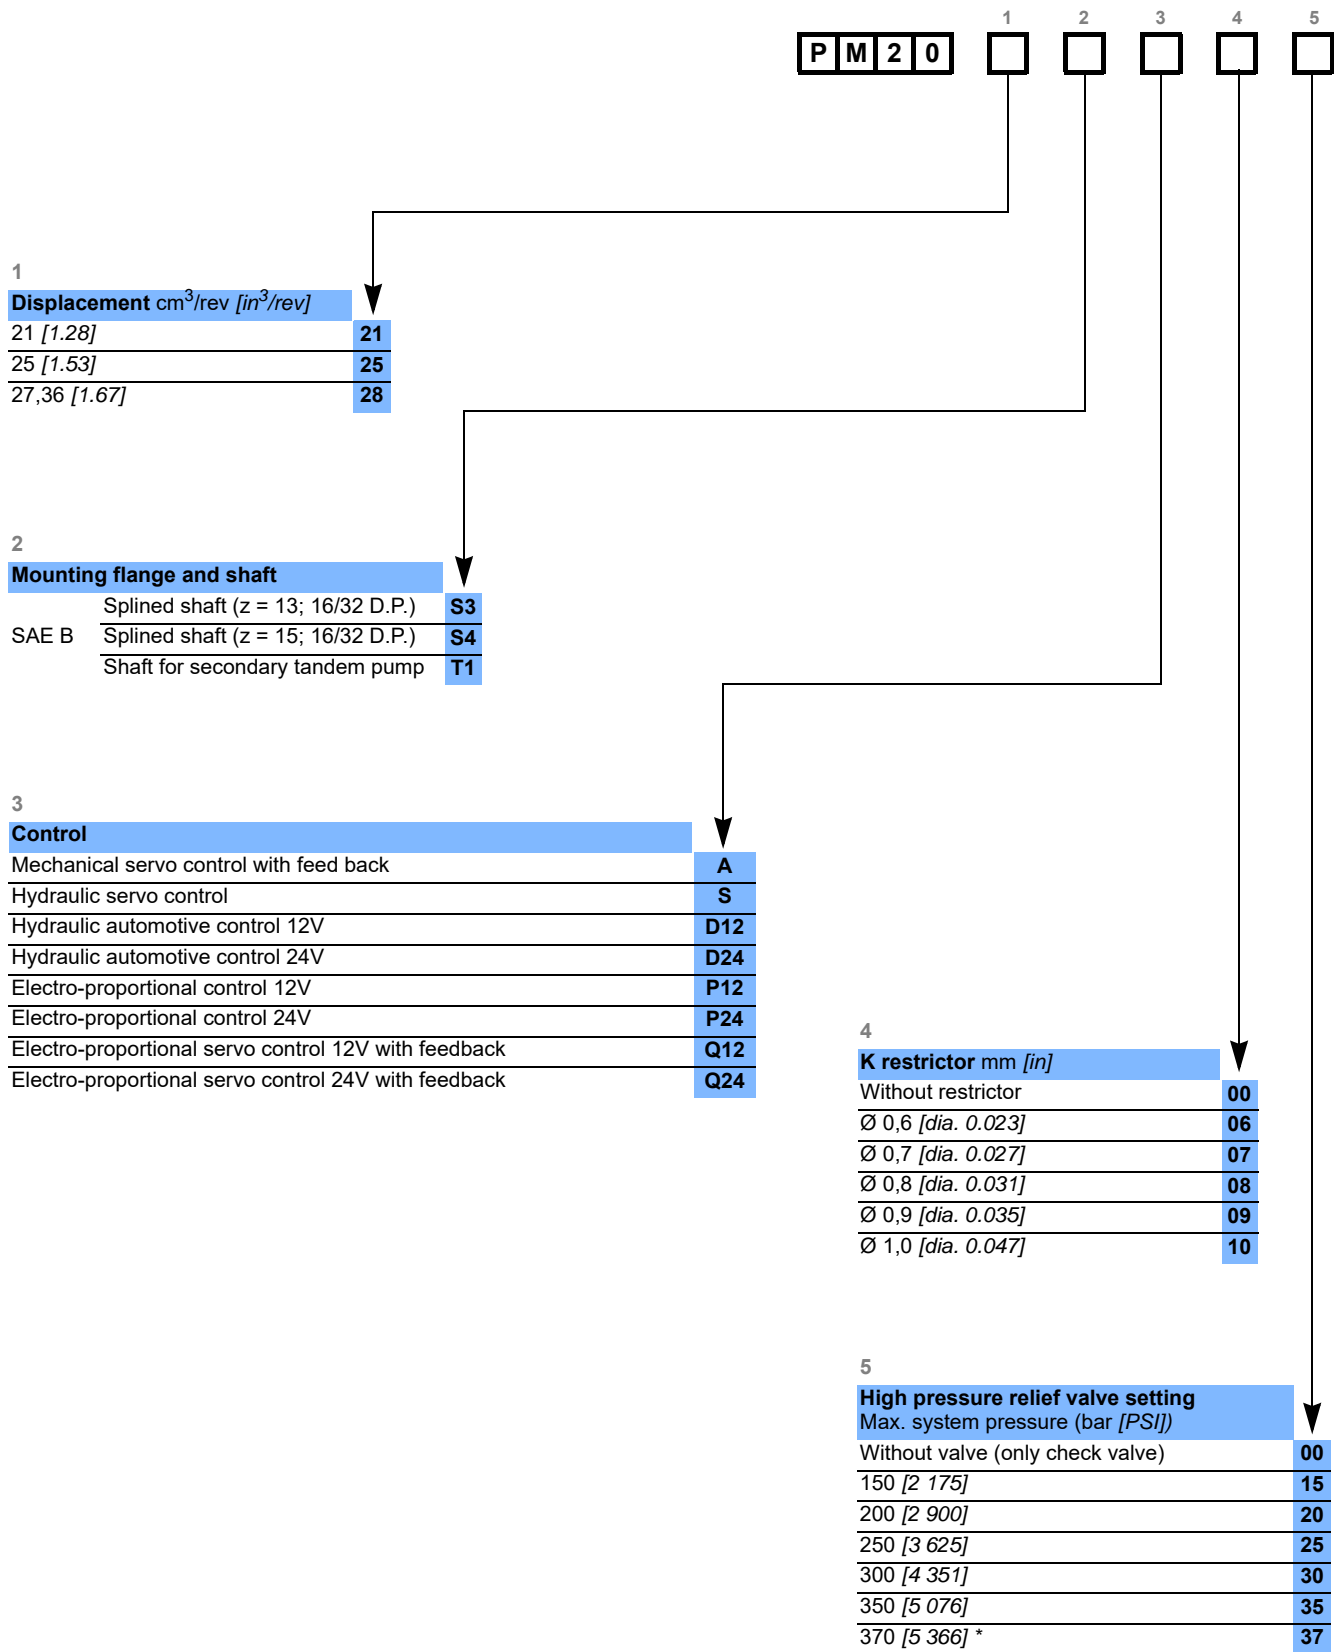 1 2 3 4 5
P M 2 0
1
Displacement cm3/rev [in3/rev]
21 [1.28] 21
25 [1.53] 25
27,36 [1.67] 28
2
Mounting flange and shaft
Splined shaft (z = 13; 16/32 D.P.) S3
SAE B Splined shaft (z = 15; 16/32 D.P.) S4
Shaft for secondary tandem pump T1
3
Control
Mechanical servo control with feed back A
Hydraulic servo control S
Hydraulic automotive control 12V D12
Hydraulic automotive control 24V D24
Electro-proportional control 12V P12
Electro-proportional control 24V P24
Electro-proportional servo control 12V with feedback Q12
Electro-proportional servo control 24V with feedback Q24
4
K restrictor mm [in]
Without restrictor 00
Ø 0,6 [dia. 0.023] 06
Ø 0,7 [dia. 0.027] 07
Ø 0,8 [dia. 0.031] 08
Ø 0,9 [dia. 0.035] 09
Ø 1,0 [dia. 0.047] 10
5
High pressure relief valve setting
Max. system pressure (bar [PSI])
Without valve (only check valve) 00
150 [2 175] 15
200 [2 900] 20
250 [3 625] 25
300 [4 351] 30
350 [5 076] 35
370 [5 366] * 37